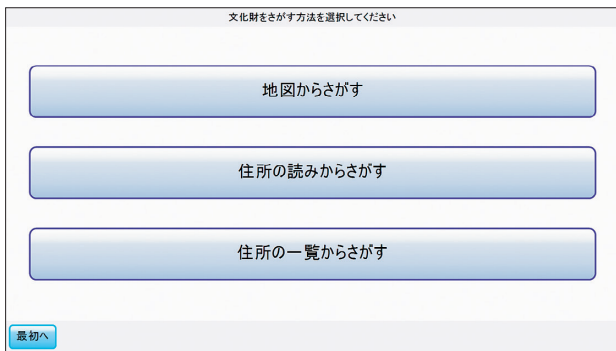 文化財をさがす方法を選択してください
地図からさがす
住所の読みからさがす
住所の一覧からさがす
最初へ